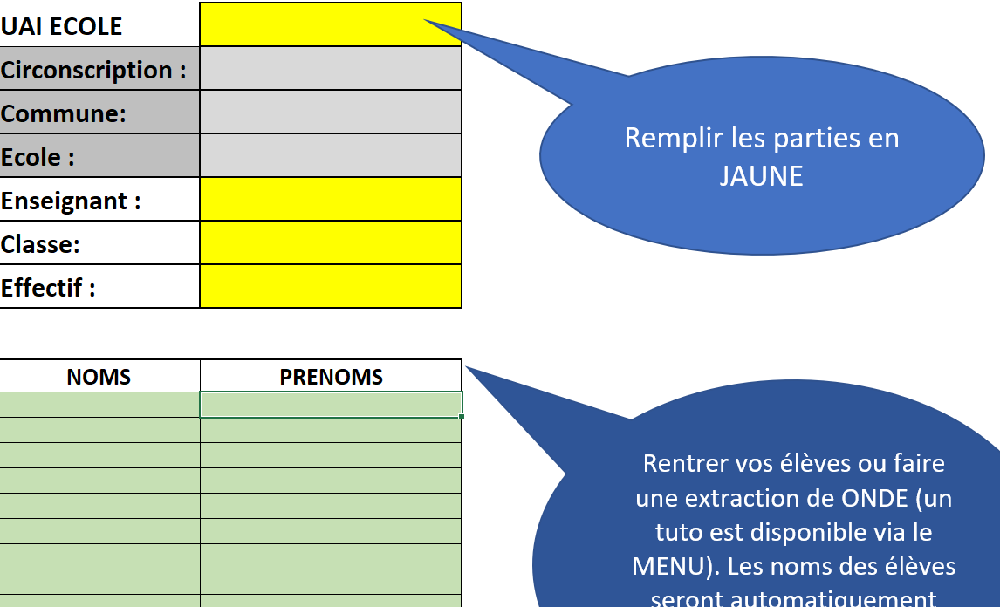 UAI ECOLE
Circonscription :
Commune:
Ecole :
Enseignant :
Classe:
Effectif :
Remplir les parties en
JAUNE
NOMS PRENOMS
Rentrer vos élèves ou faire
une extraction de ONDE (un
tuto est disponible via le
MENU). Les noms des élèves
seront automatiquement